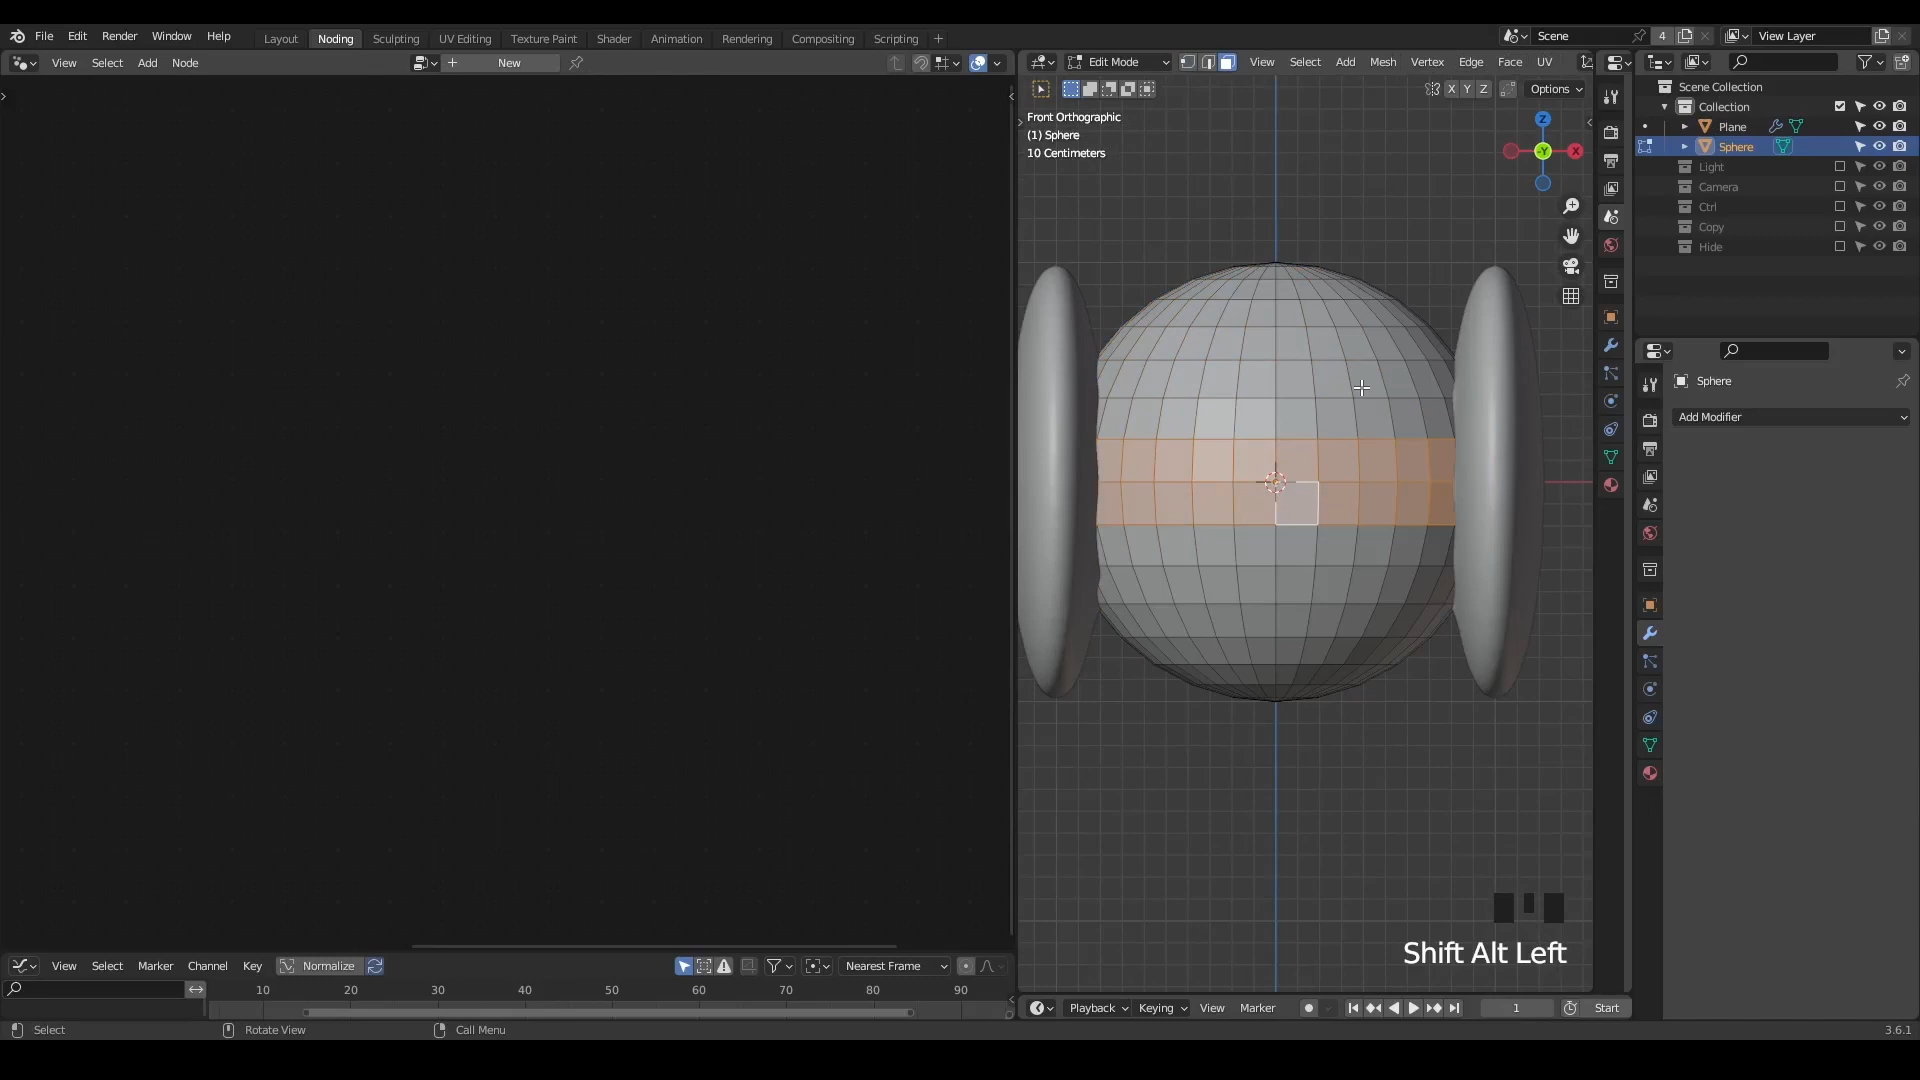 File Edit Render Window Help Layout Noding Sculpting UV Editing Texture Paint Shader Animation Rendering Compositing Scripting + Scene 4 View Layer
View Select Add Node + New Edit Mode View Select Add Mesh Vertex Edge Face UV
X Y Z Options
Front Orthographic
(1) Sphere
10 Centimeters
Z
-Y
X
Scene Collection
Collection
Plane
Sphere
Light
Camera
Ctrl
Copy
Hide
Sphere
Add Modifier
Shift Alt Left
View Select Marker Channel Key Normalize Nearest Frame
10 20 30 40 50 60 70 80 90
Playback Keying View Marker 1 Start
Select Rotate View Call Menu 3.6.1